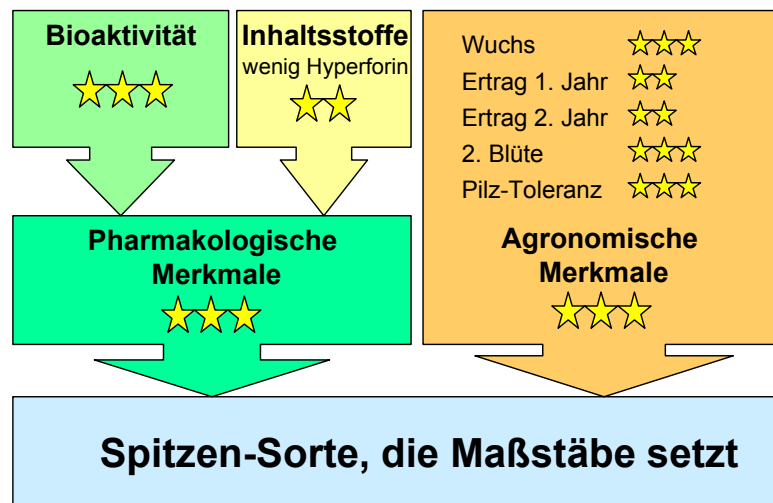 Bioaktivität
Inhaltsstoffe
wenig Hyperforin
Wuchs
Ertrag 1. Jahr
Ertrag 2. Jahr
2. Blüte
Pilz-Toleranz
Pharmakologische
Merkmale
Agronomische
Merkmale
Spitzen-Sorte, die Maßstäbe setzt